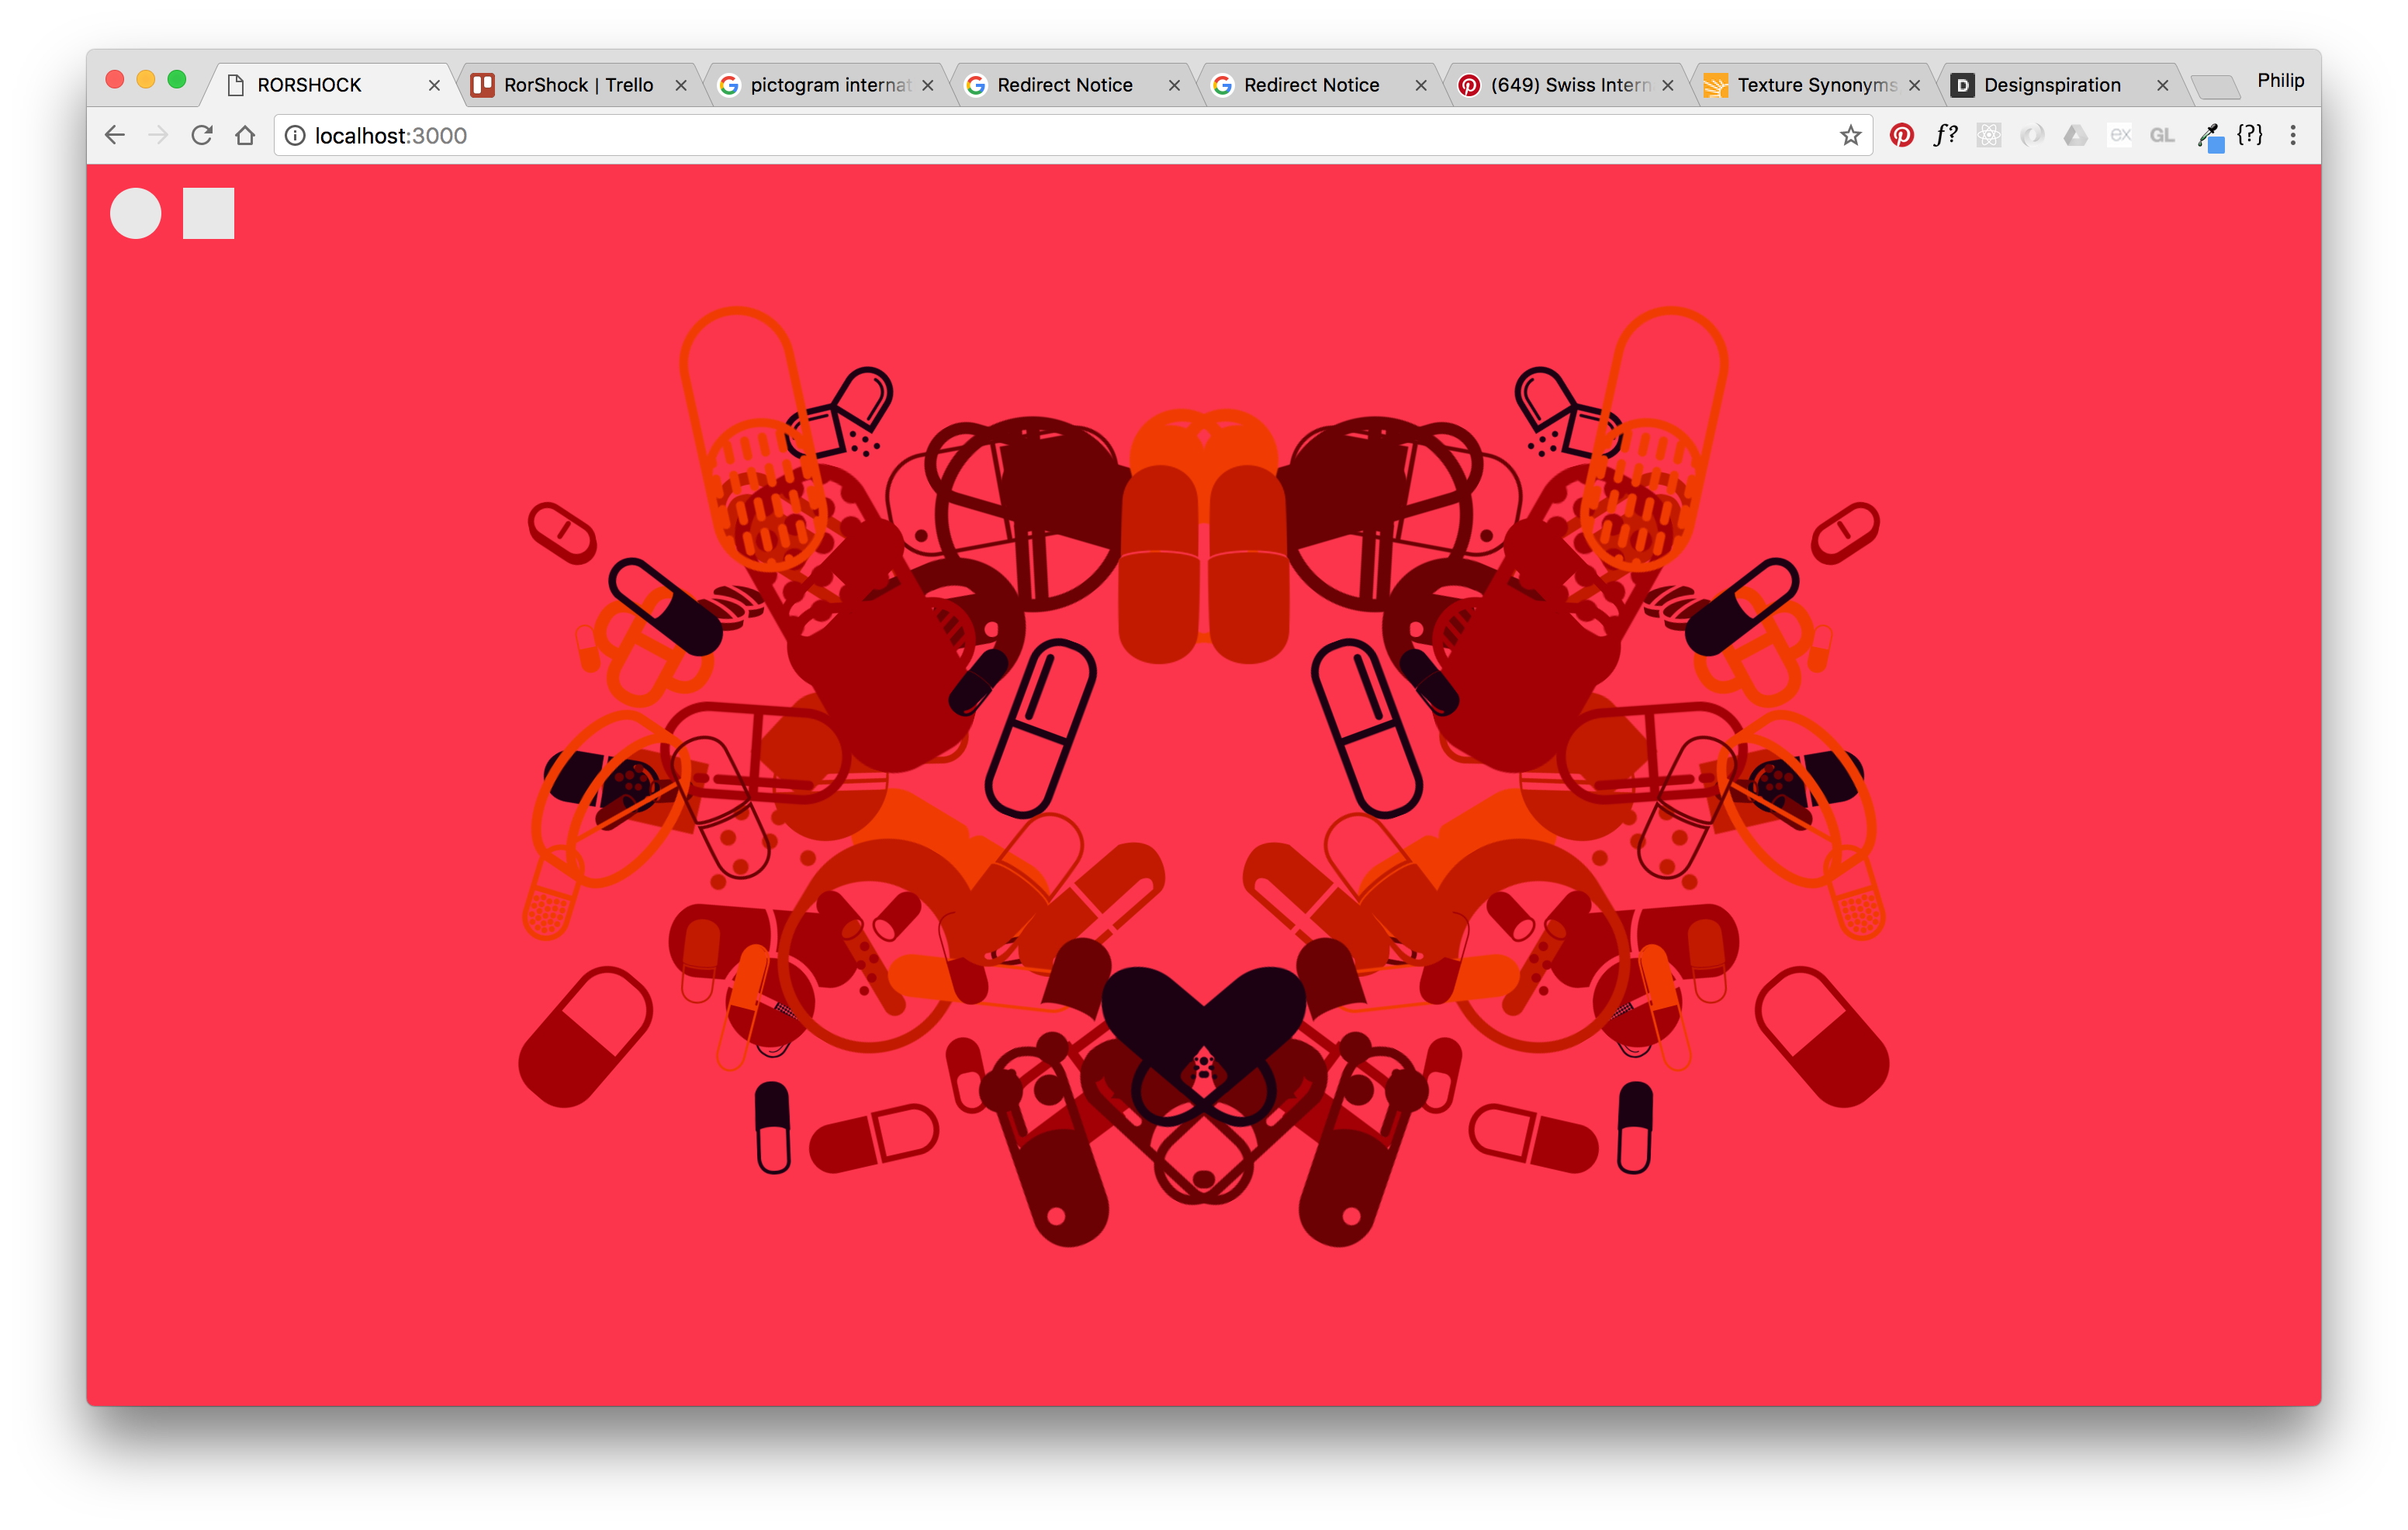 RORSHOCK
RorShock | Trello
pictogram internat
Redirect Notice
Redirect Notice
(649) Swiss Intern
Texture Synonyms
D Designspiration
Philip
localhost:3000
f? ex GL {?}